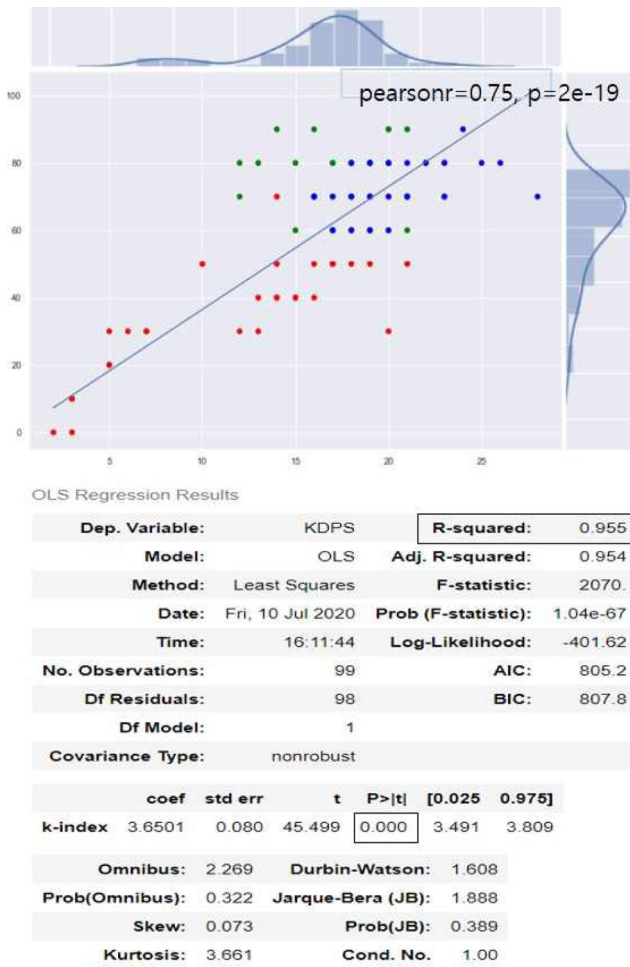 pearsonr=0.75, p=2e-19
100
80
60
40
20
0
5 10 15 20 25
OLS Regression Results
Dep. Variable: KDPS R-squared: 0.955
Model: OLS Adj. R-squared: 0.954
Method: Least Squares F-statistic: 2070.
Date: Fri, 10 Jul 2020 Prob (F-statistic): 1.04e-67
Time: 16:11:44 Log-Likelihood: -401.62
No. Observations: 99 AIC: 805.2
Df Residuals: 98 BIC: 807.8
Df Model: 1
Covariance Type: nonrobust
coef std err t P>|t| [0.025 0.975]
k-index 3.6501 0.080 45.499 0.000 3.491 3.809
Omnibus: 2.269 Durbin-Watson: 1.608
Prob(Omnibus): 0.322 Jarque-Bera (JB): 1.888
Skew: 0.073 Prob(JB): 0.389
Kurtosis: 3.661 Cond. No. 1.00